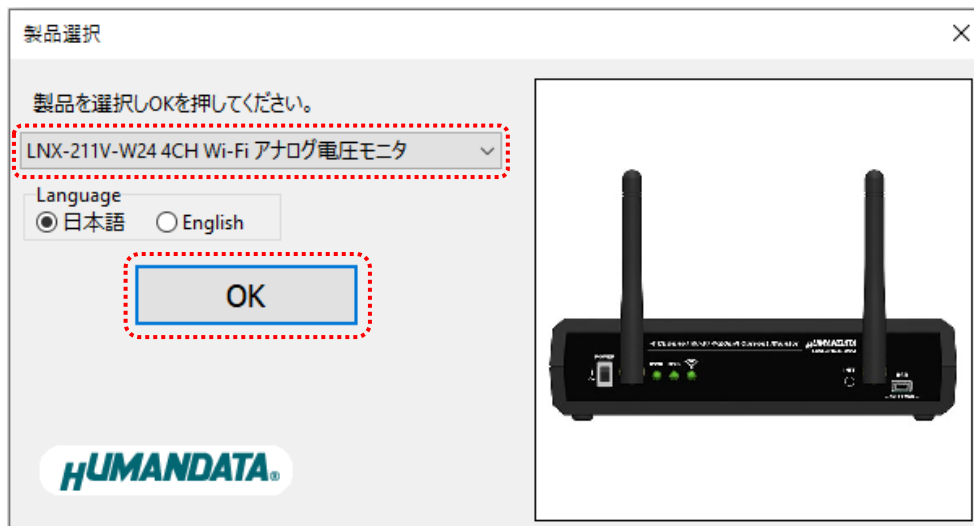 製品選択
製品を選択しOKを押してください。
LNX-211V-W24 4CH Wi-Fi アナログ電圧モニタ
Language
日本語 English
OK
HUMANDATA®
HUMANDATA
POWER